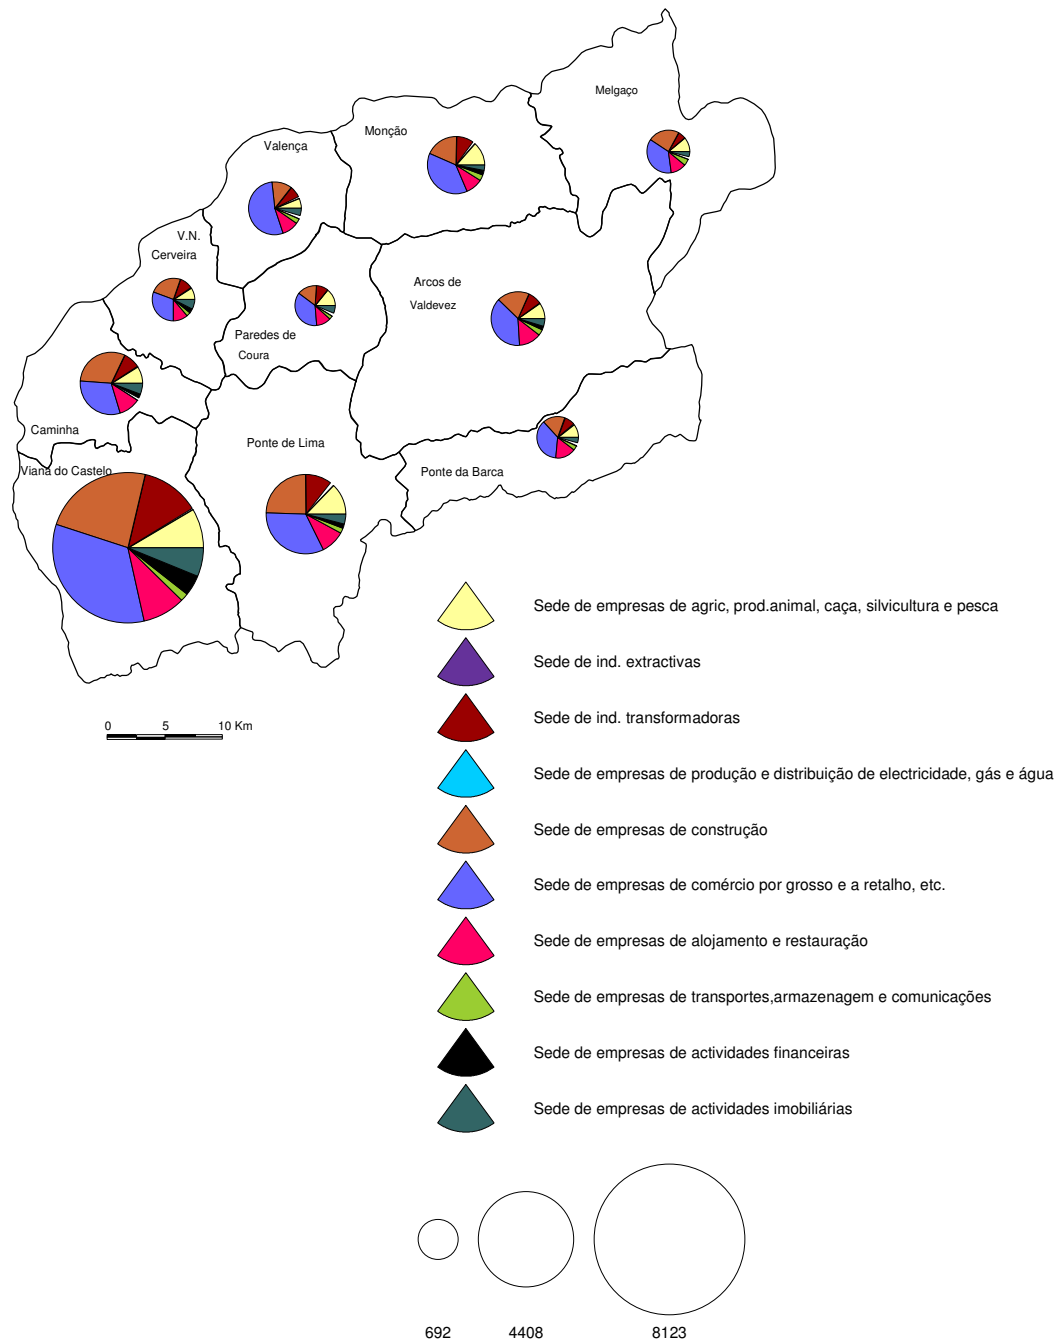 Melgaço
Monção
Valença
V.N.
Cerveira
Arcos de
Valdevez
Paredes de
Coura
Caminha
Ponte de Lima
Ponte da Barca
Viana do Castelo
0 5 10 Km
Sede de empresas de agric, prod.animal, caça, silvicultura e pesca
Sede de ind. extractivas
Sede de ind. transformadoras
Sede de empresas de produção e distribuição de electricidade, gás e água
Sede de empresas de construção
Sede de empresas de comércio por grosso e a retalho, etc.
Sede de empresas de alojamento e restauração
Sede de empresas de transportes,armazenagem e comunicações
Sede de empresas de actividades financeiras
Sede de empresas de actividades imobiliárias
692 4408 8123